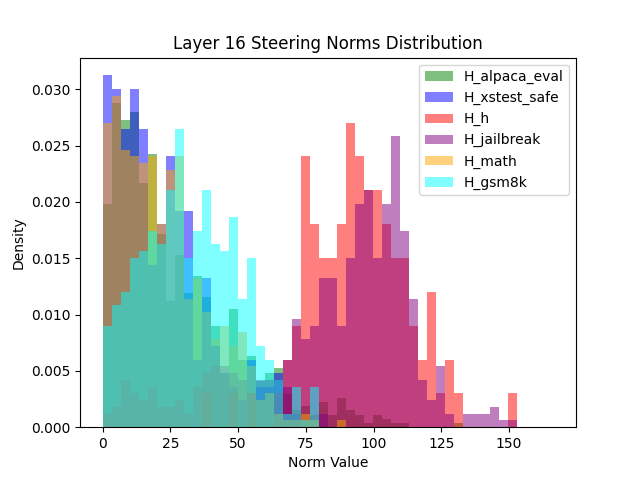 Layer 16 Steering Norms Distribution
H_alpaca_eval
H_xstest_safe
H_h
H_jailbreak
H_math
H_gsm8k
Density
0.030
0.025
0.020
0.015
0.010
0.005
0.000
0
25
50
75
100
125
150
Norm Value